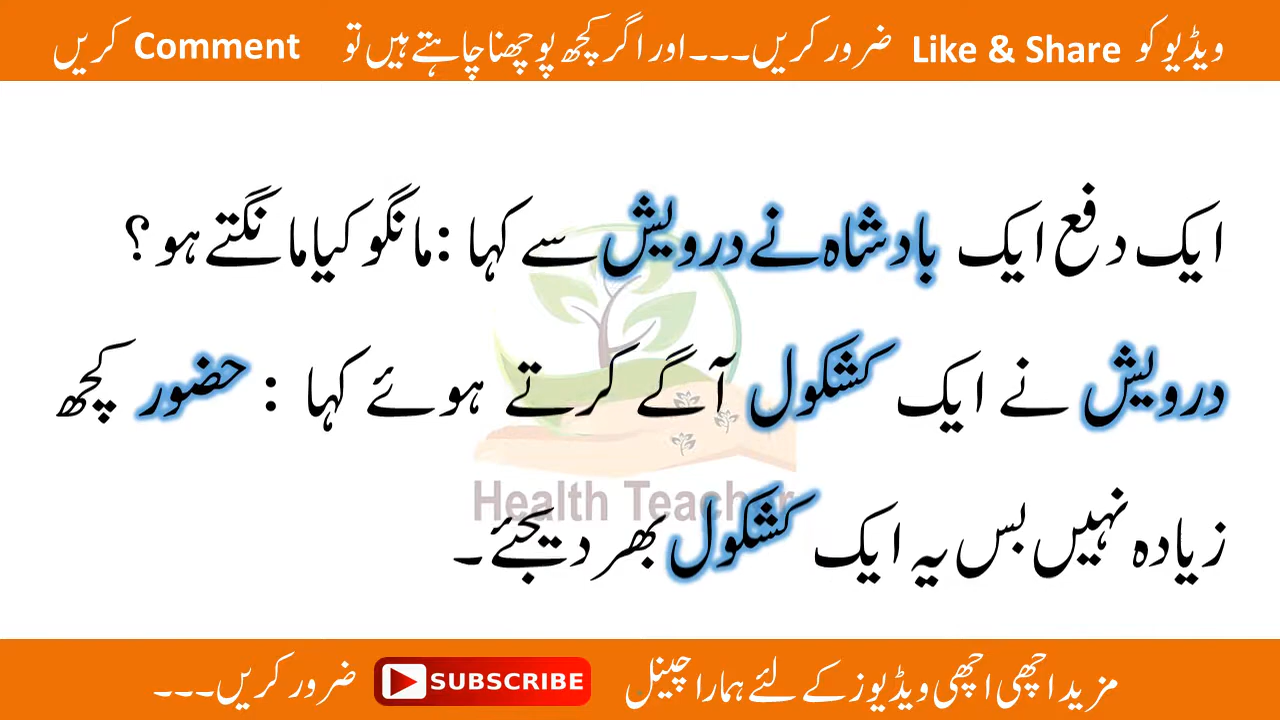 ویڈیو کو Like & Share ضرور کریں۔۔۔اور اگر کچھ پوچھنا چاہتے ہیں تو Comment کریں
ایک دفع ایک بادشاہ نے درویش سے کہا :مانگو کیا مانگتے ہو؟
درویش نے ایک کشکول آگے کرتے ہوئے کہا : حضور کچھ
زیادہ نہیں بس یہ ایک کشکول بھر دیجئے۔
Health Teacher
مزید اچھی اچھی ویڈیوز کے لئے ہمارا چینل SUBSCRIBE ضرور کریں۔۔۔